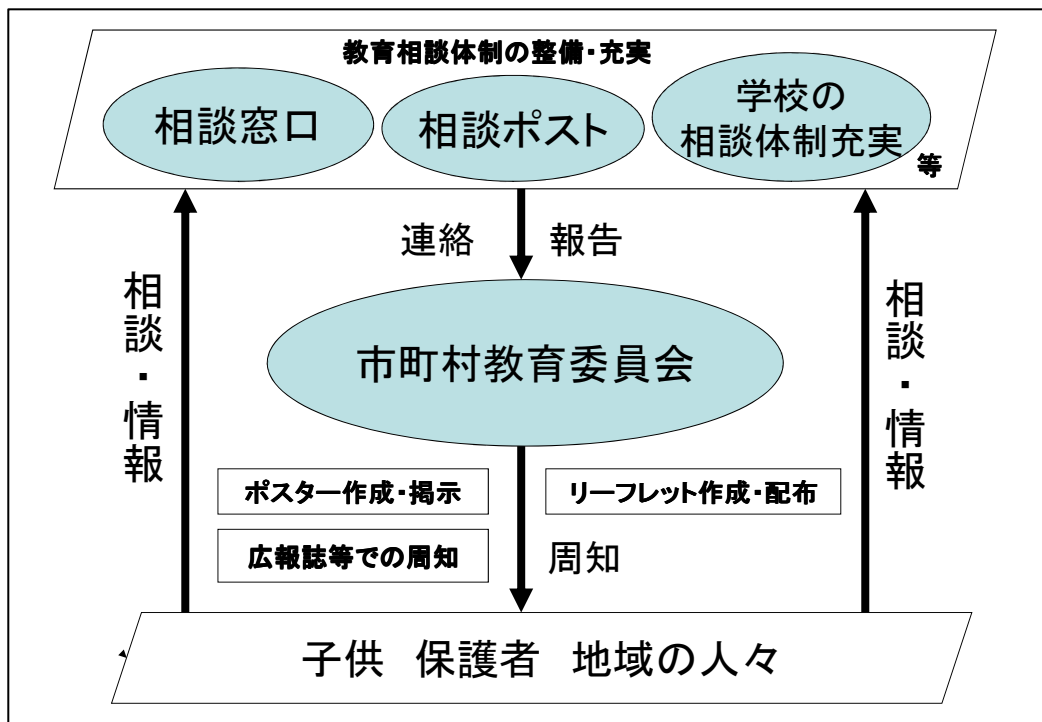 教育相談体制の整備・充実
相談窓口
相談ポスト
学校の
相談体制充実
等
連絡 報告
相談・情報
相談・情報
市町村教育委員会
ポスター作成・掲示
リーフレット作成・配布
広報誌等での周知
周知
子供 保護者 地域の人々